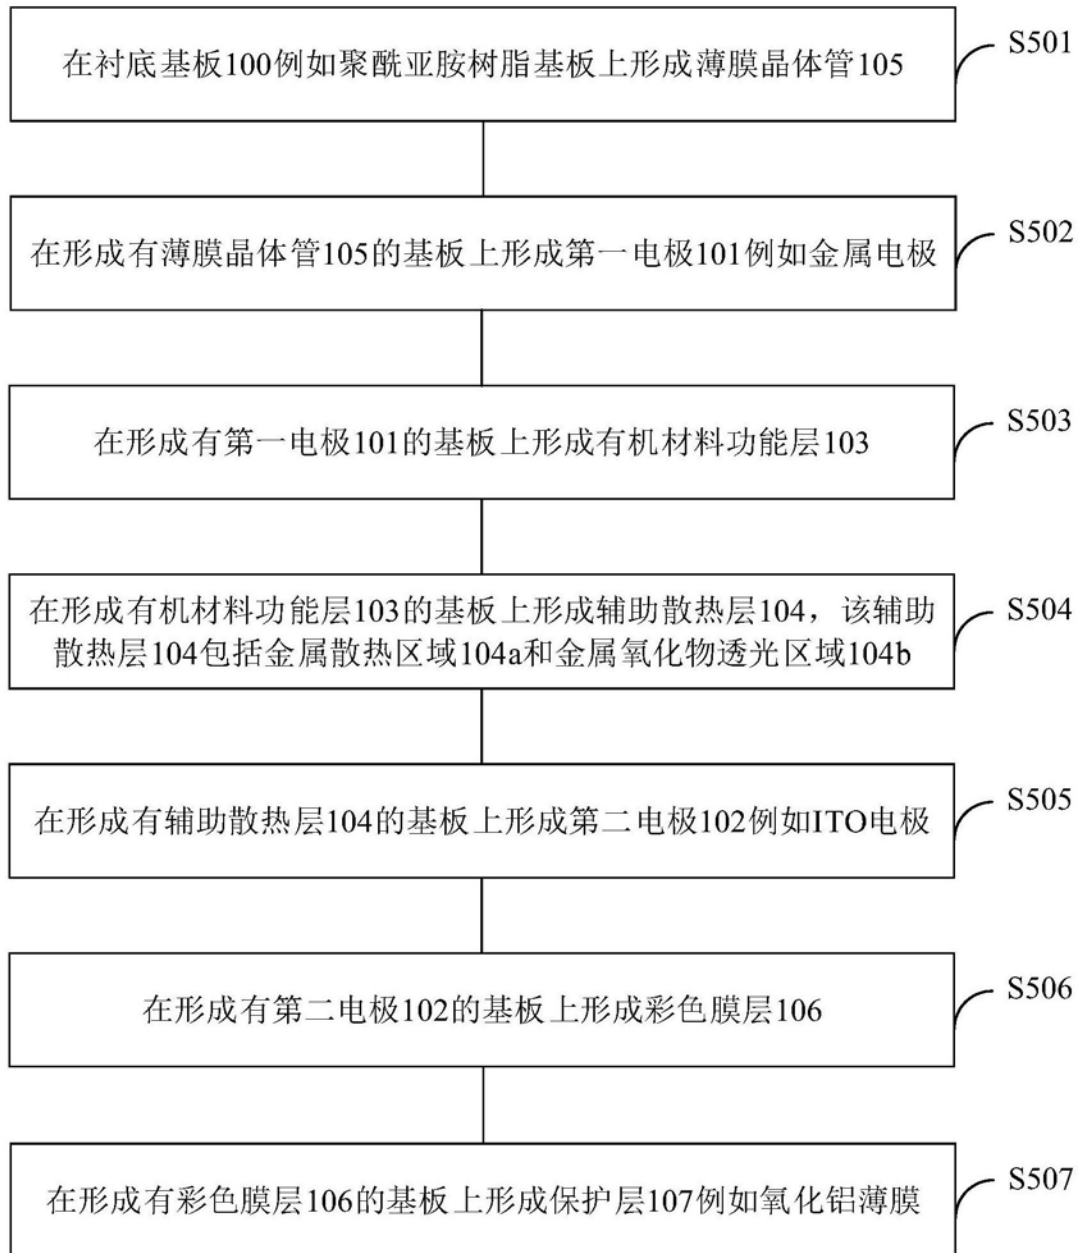 在衬底基板100例如聚酰亚胺树脂基板上形成薄膜晶体管105
S501
在形成有薄膜晶体管105的基板上形成第一电极101例如金属电极
S502
在形成有第一电极101的基板上形成有机材料功能层103
S503
在形成有机材料功能层103的基板上形成辅助散热层104，该辅助
散热层104包括金属散热区域104a和金属氧化物透光区域104b
S504
在形成有辅助散热层104的基板上形成第二电极102例如ITO电极
S505
在形成有第二电极102的基板上形成彩色膜层106
S506
在形成有彩色膜层106的基板上形成保护层107例如氧化铝薄膜
S507